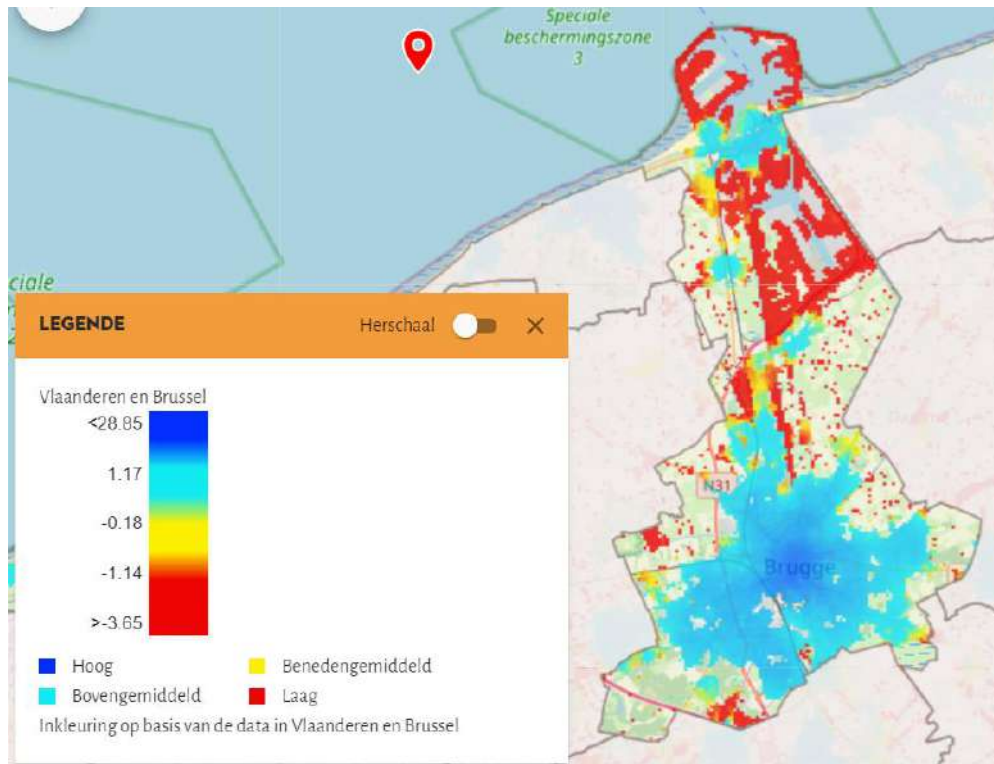 Speciale
beschermingszone
3
ciale
LEGENDE
Herschaal
Vlaanderen en Brussel
<28.85
1.17
-0.18
-1.14
>-3.65
Hoog
Benedengemiddeld
Bovengemiddeld
Laag
Inkleuring op basis van de data in Vlaanderen en Brussel
N31
Brugge